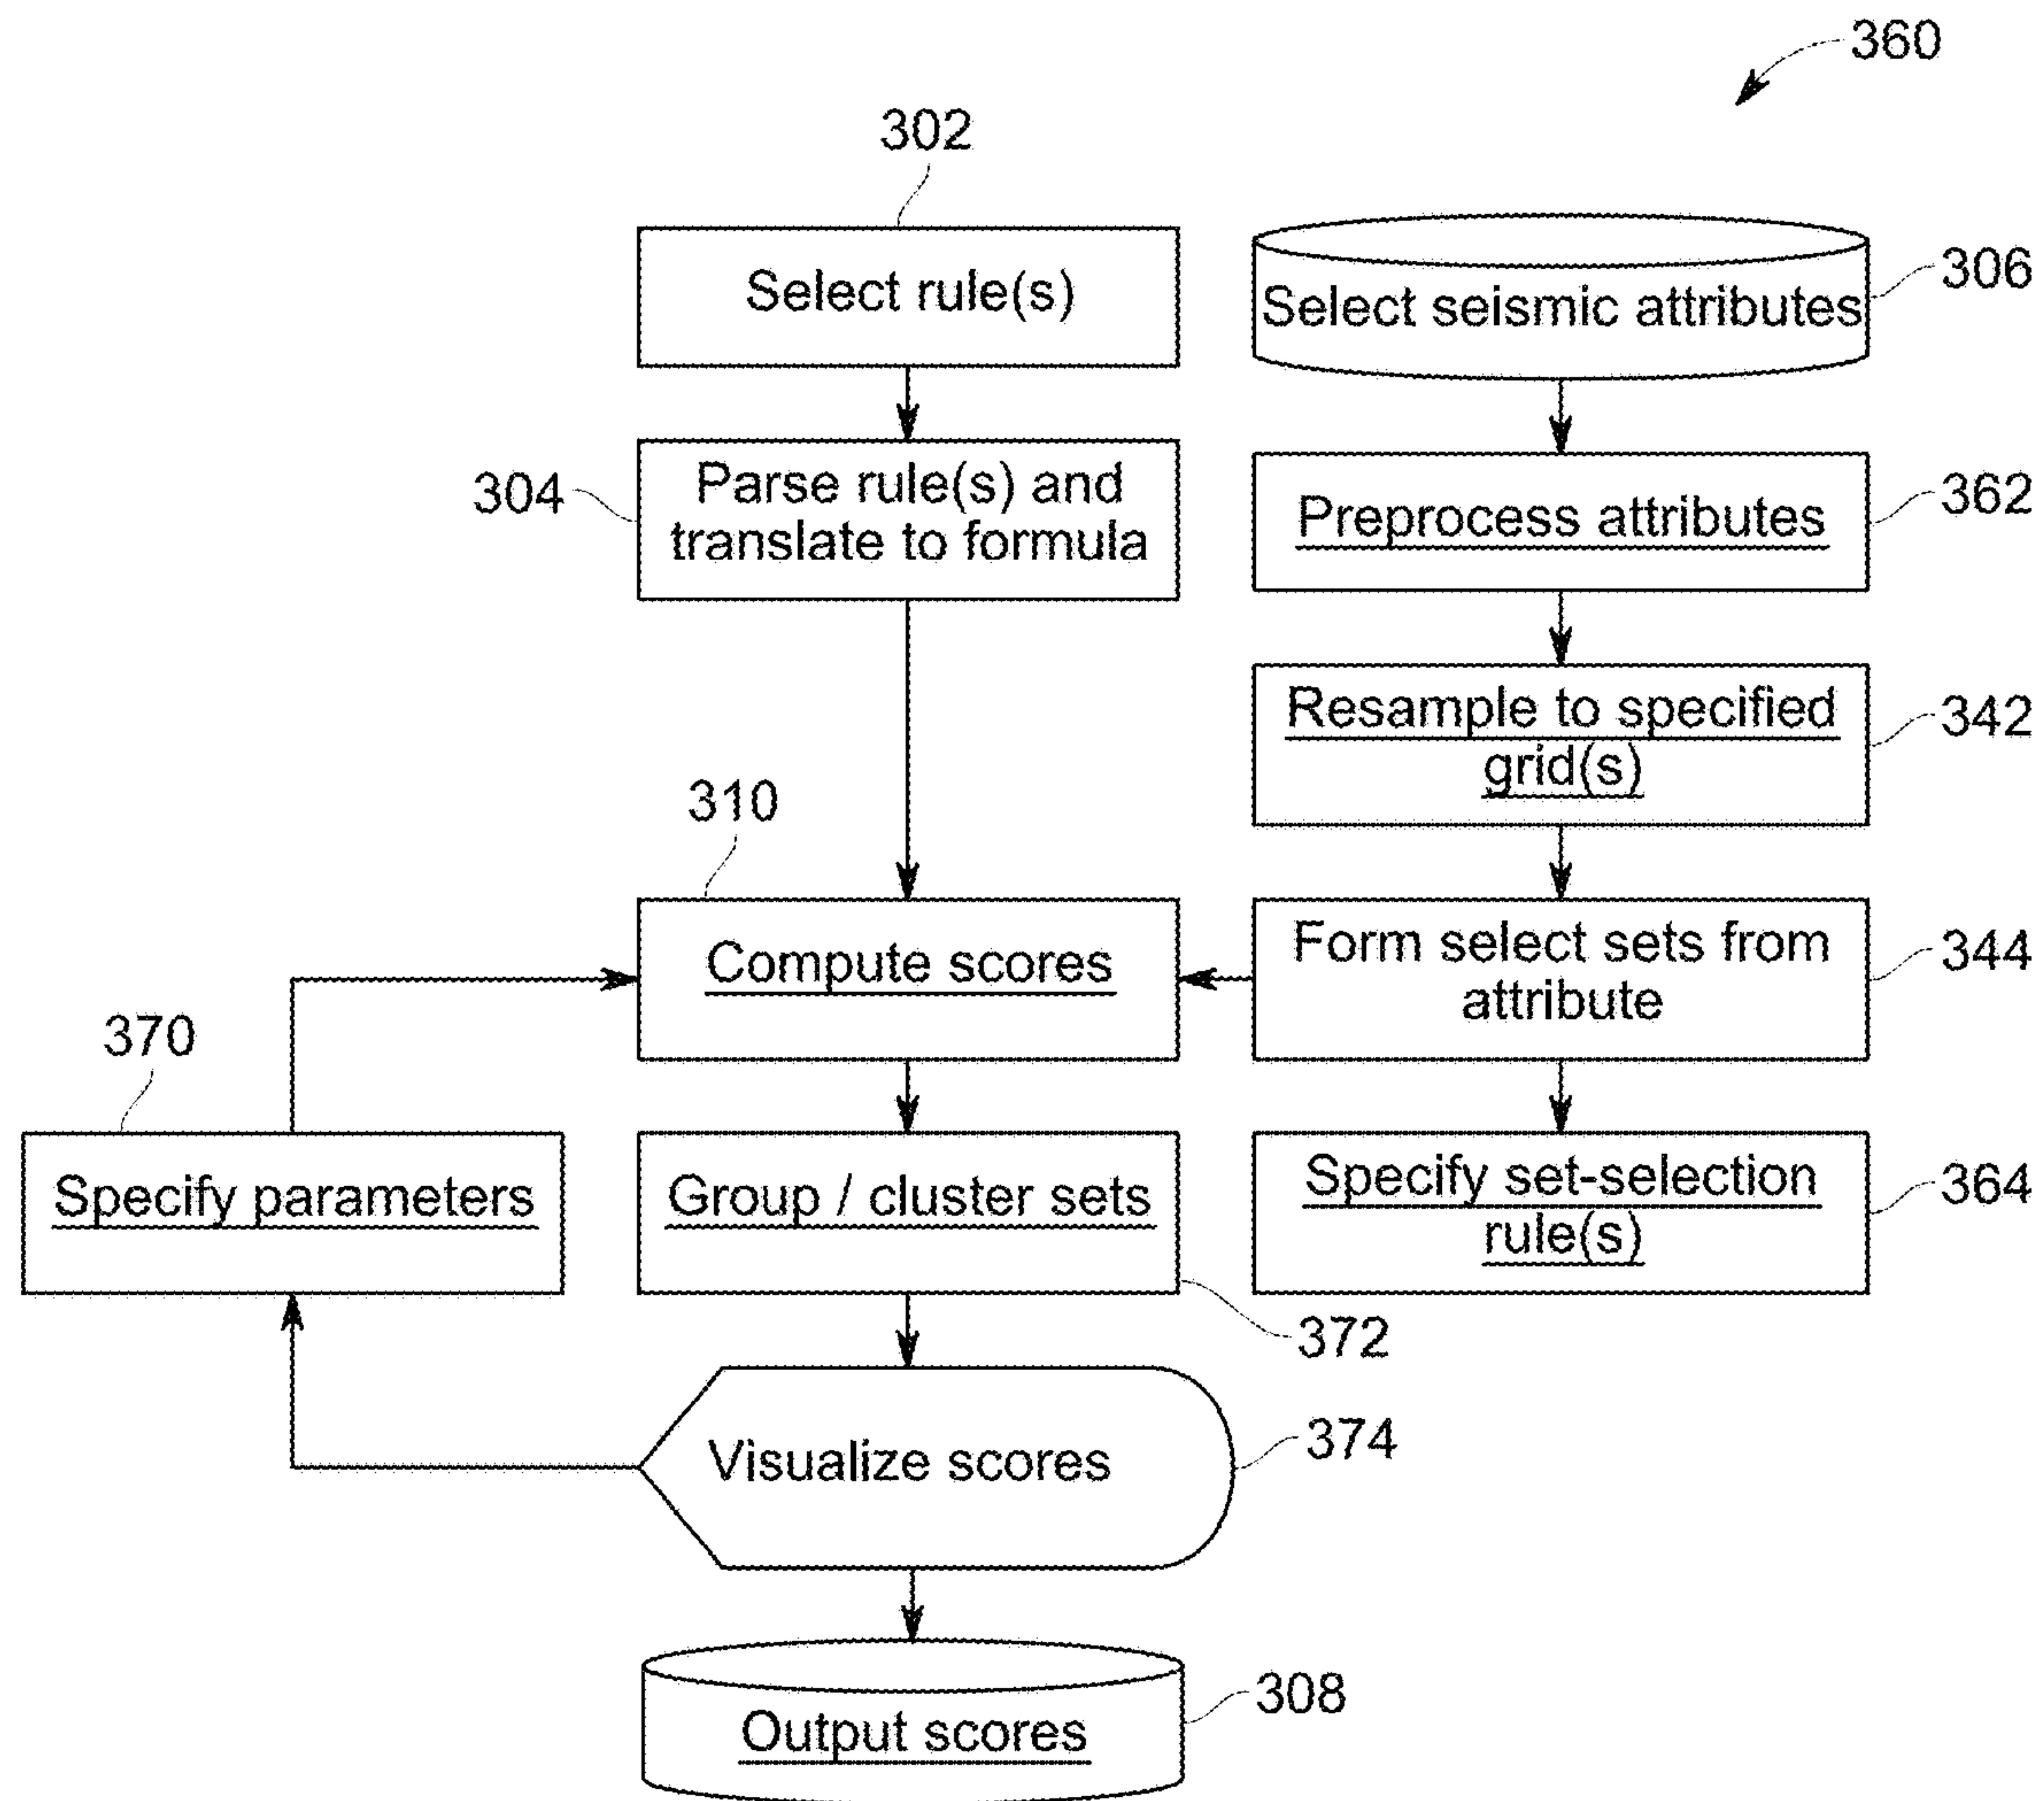 360
302
Select rule(s)
306
Select seismic attributes
304
Parse rule(s) and
translate to formula
362
Preprocess attributes
342
Resample to specified
grid(s)
310
Compute scores
344
Form select sets from
attribute
370
Specify parameters
Group / cluster sets
372
364
Specify set-selection
rule(s)
Visualize scores
374
Output scores
308